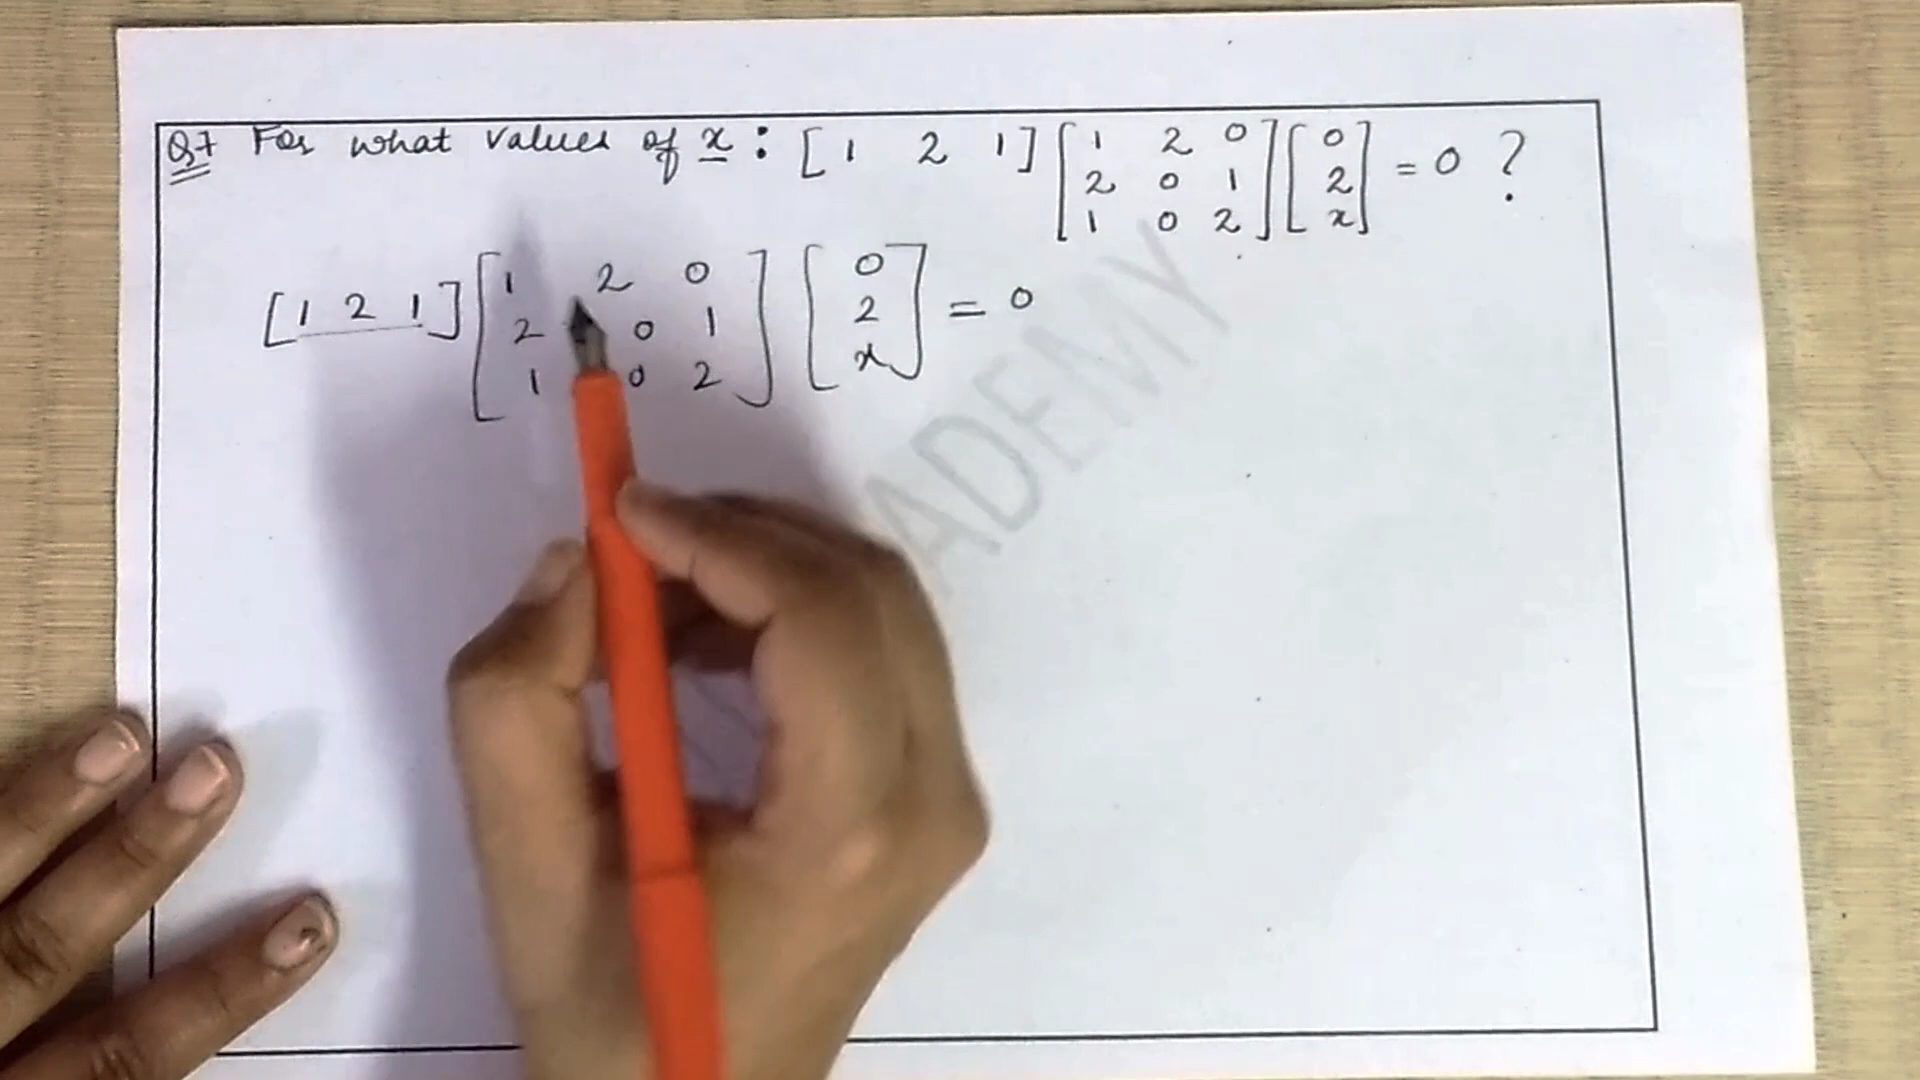 Q7 For what values of x : [ 1 2 1 ] [ 1 2 0 ] [ 0 ] = 0 ?
2 0 1 2
1 0 2 x
[ 1 2 1 ] [ 1 2 0 ] [ 0 ] = 0
2 0 1 2
1 0 2 x
ADEMY